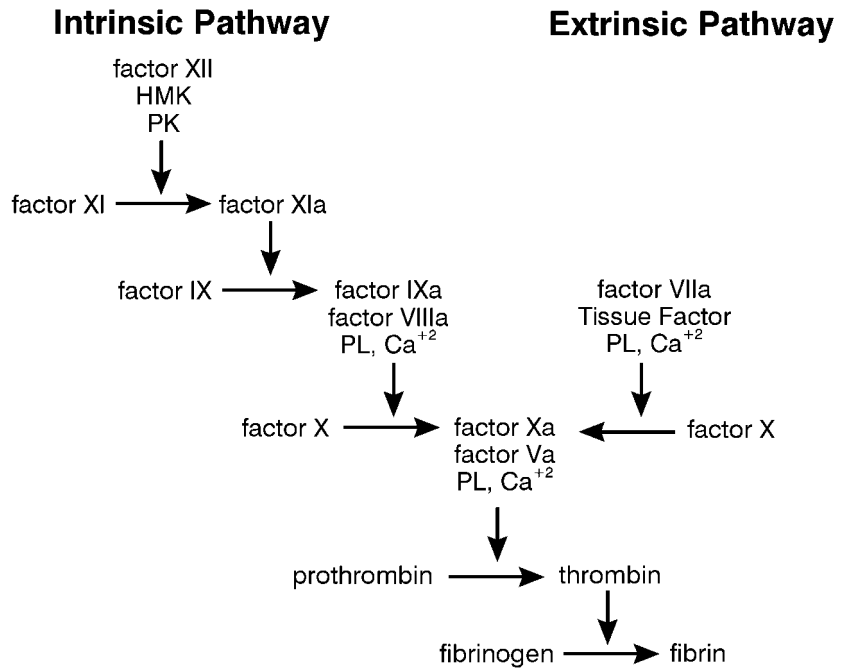 Intrinsic Pathway
Extrinsic Pathway
factor XII
HMK
PK
factor XI
factor XIa
factor IX
factor IXa
factor VIIIa
PL, Ca+2
factor VIIa
Tissue Factor
PL, Ca+2
factor X
factor Xa
factor Va
PL, Ca+2
factor X
prothrombin
thrombin
fibrinogen
fibrin